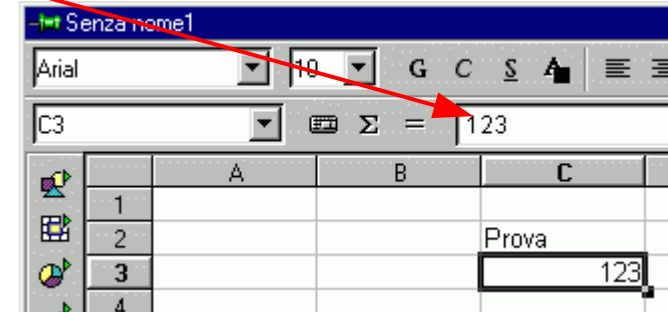 Senza nome1
Arial 10 G C S A
C3 Σ = 123
A B C
1
2 Prova
3 123
4